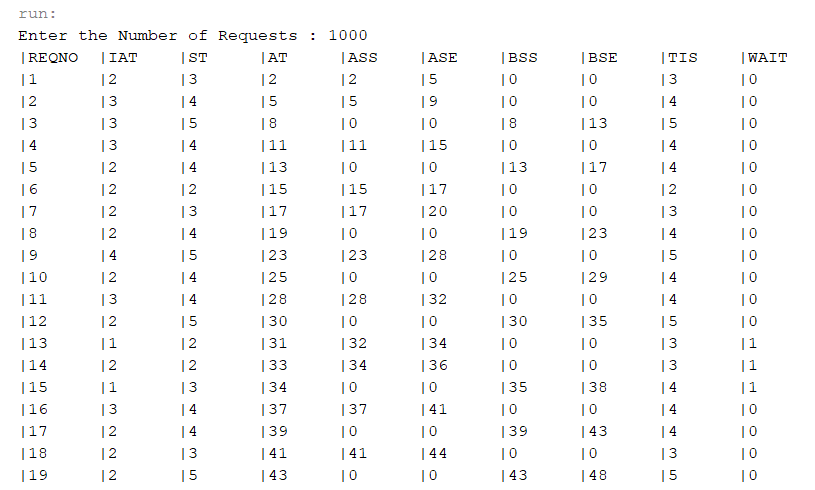 run:
Enter the Number of Requests : 1000
|REQNO |IAT |ST |AT |ASS |ASE |BSS |BSE |TIS |WAIT
|1 |2 |3 |2 |2 |5 |0 |0 |3 |0
|2 |3 |4 |5 |5 |9 |0 |0 |4 |0
|3 |3 |5 |8 |0 |0 |8 |13 |5 |0
|4 |3 |4 |11 |11 |15 |0 |0 |4 |0
|5 |2 |4 |13 |0 |0 |13 |17 |4 |0
|6 |2 |2 |15 |15 |17 |0 |0 |2 |0
|7 |2 |3 |17 |17 |20 |0 |0 |3 |0
|8 |2 |4 |19 |0 |0 |19 |23 |4 |0
|9 |4 |5 |23 |23 |28 |0 |0 |5 |0
|10 |2 |4 |25 |0 |0 |25 |29 |4 |0
|11 |3 |4 |28 |28 |32 |0 |0 |4 |0
|12 |2 |5 |30 |0 |0 |30 |35 |5 |0
|13 |1 |2 |31 |32 |34 |0 |0 |3 |1
|14 |2 |2 |33 |34 |36 |0 |0 |3 |1
|15 |1 |3 |34 |0 |0 |35 |38 |4 |1
|16 |3 |4 |37 |37 |41 |0 |0 |4 |0
|17 |2 |4 |39 |0 |0 |39 |43 |4 |0
|18 |2 |3 |41 |41 |44 |0 |0 |3 |0
|19 |2 |5 |43 |0 |0 |43 |48 |5 |0